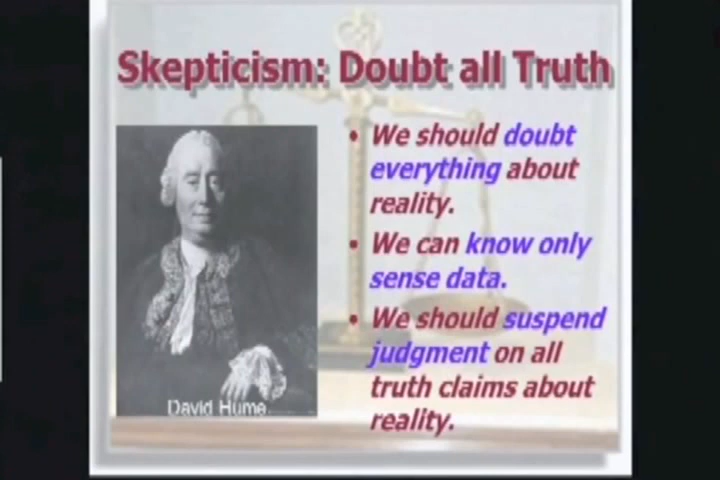 Skepticism: Doubt all Truth
• We should doubt
everything about
reality.
• We can know only
sense data.
• We should suspend
judgment on all
truth claims about
reality.
David Hume